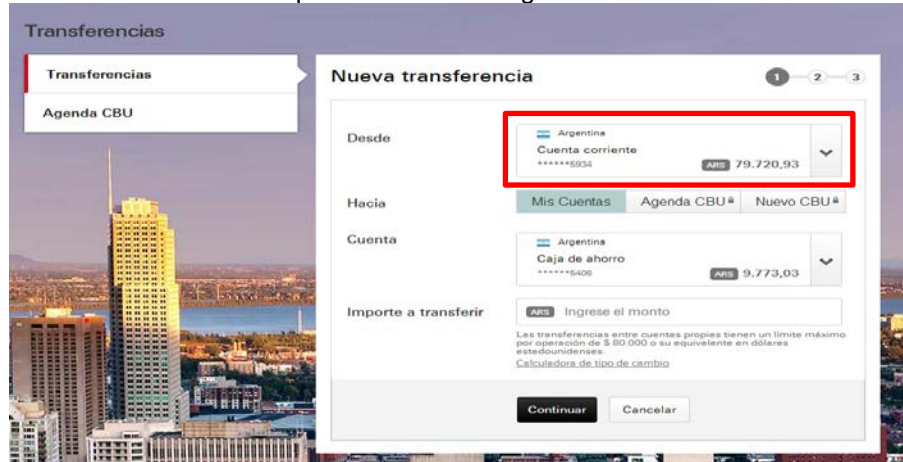 Transferencias
Transferencias
Agenda CBU
Nueva transferencia
1 2 3
Desde
Argentina
Cuenta corriente
******5934
ARS 79.720,93
Hacia
Mis Cuentas Agenda CBU Nuevo CBU
Cuenta
Argentina
Caja de ahorro
******6406
ARS 9.773,03
Importe a transferir
ARS Ingrese el monto
Las transferencias entre cuentas propies tienen un límite máximo
por operación de $ 80.000 o su equivalente en dólares
estadounidenses.
Calculadora de tipo de cambio
Continuar Cancelar